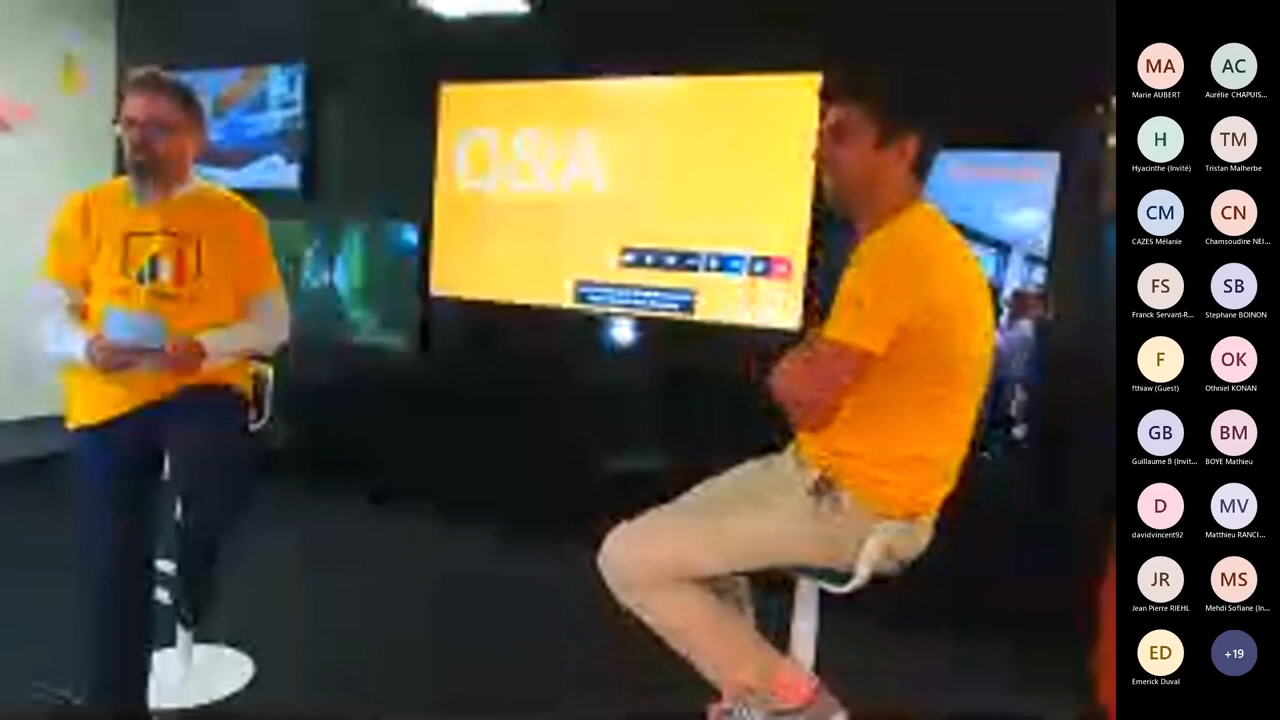 Q&A
MA
Marie AUBERT
AC
Aurélie CHAPUIS...
H
Hyacinthe (Invité)
TM
Tristan Malherbe
CM
CAZES Mélanie
CN
Chamsoudine NEI...
FS
Franck Servant-R...
SB
Stephane BOINON
F
fthiaw (Guest)
OK
Othniel KONAN
GB
Guillaume B (Invit...
BM
BOYE Mathieu
D
davidvincent92
MV
Matthieu RANCI...
JR
Jean Pierre RIEHL
MS
Mehdi Sofiane (In...
ED
Emerick Duval
+19